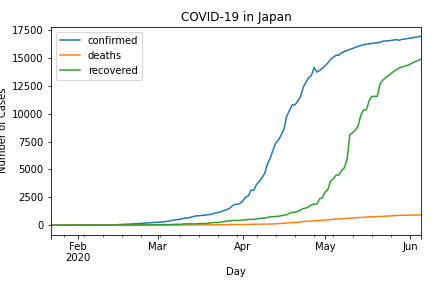 COVID-19 in Japan
17500
15000
12500
10000
7500
5000
2500
0
Number of Cases
confirmed
deaths
recovered
Feb
2020
Mar
Apr
May
Jun
Day